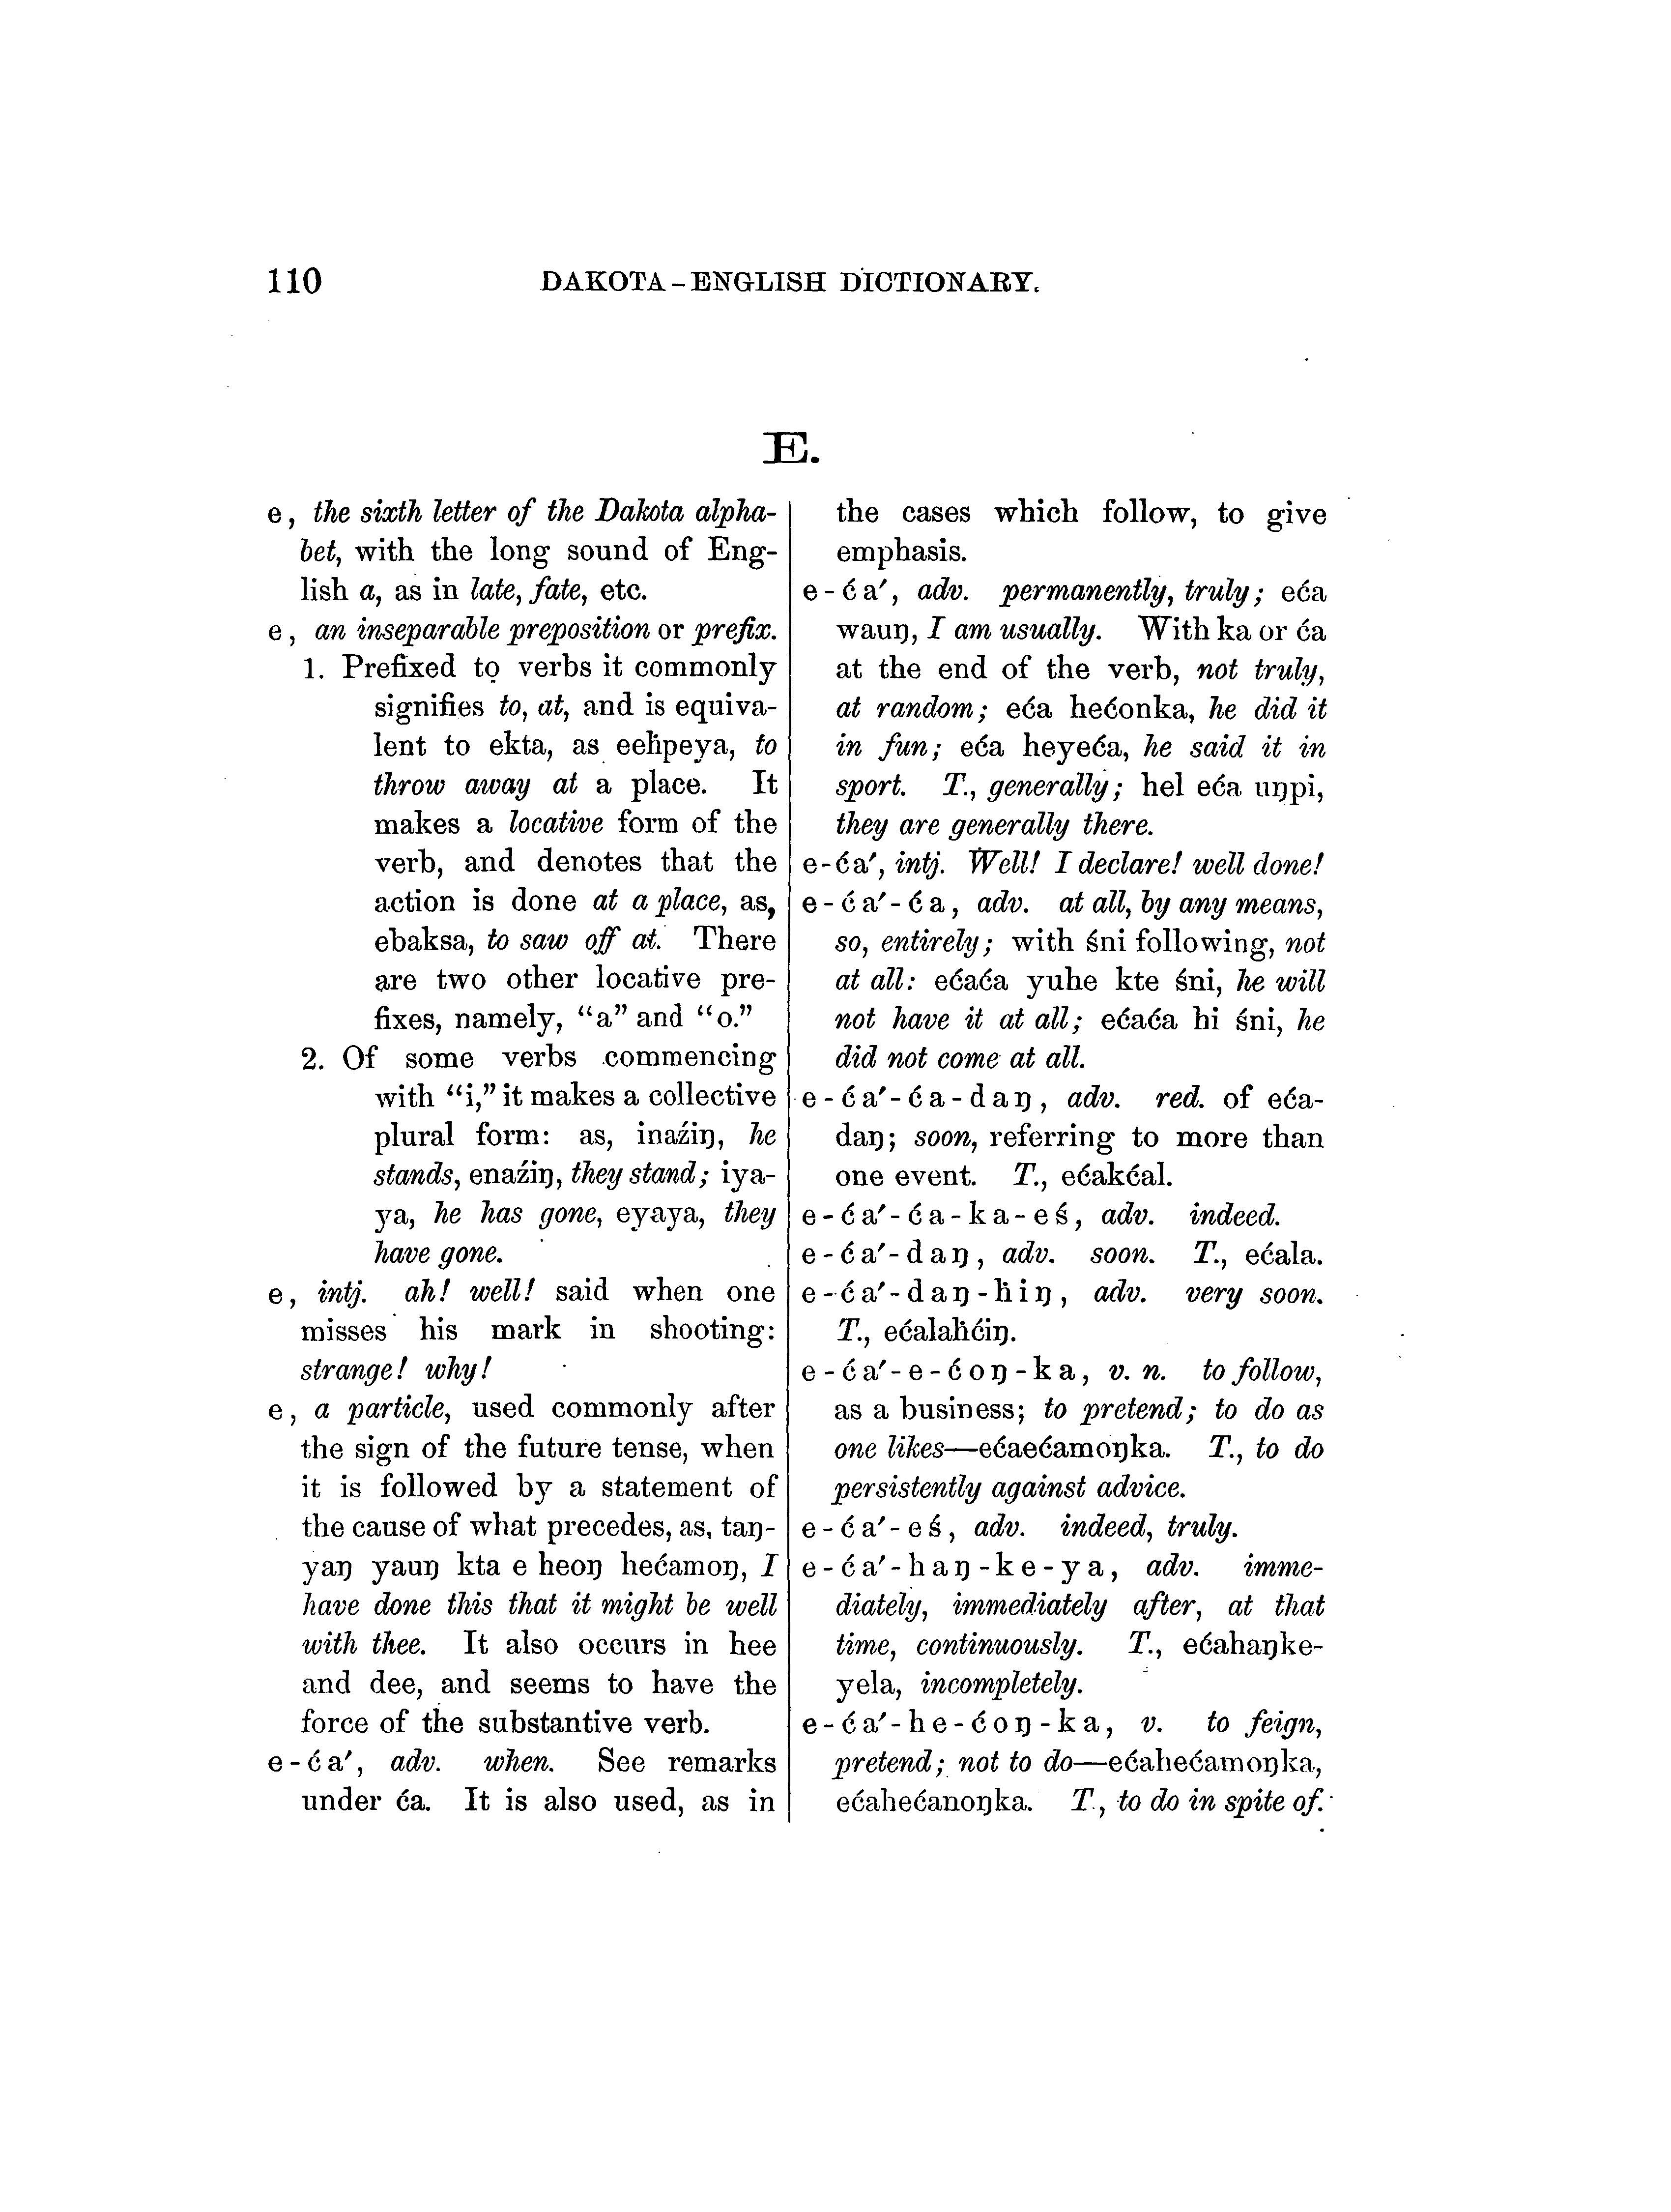 110 DAKOTA-ENGLISH DICTIONARY.
E.
e, the sixth letter of the Dakota alpha-
bet, with the long sound of Eng-
lish a, as in late, fate, etc.
e, an inseparable preposition or prefix.
1. Prefixed to verbs it commonly
signifies to, at, and is equiva-
lent to ekta, as eeḣpeya, to
throw away at a place. It
makes a locative form of the
verb, and denotes that the
action is done at a place, as,
ebaksa, to saw off at. There
are two other locative pre-
fixes, namely, “a” and “o.”
2. Of some verbs commencing
with “i,” it makes a collective
plural form: as, inaźiŋ, he
stands, enaźiŋ, they stand; iya-
ya, he has gone, eyaya, they
have gone.
e, intj. ah! well! said when one
misses his mark in shooting:
strange! why!
e, a particle, used commonly after
the sign of the future tense, when
it is followed by a statement of
the cause of what precedes, as, taŋ-
yaŋ yauŋ kta e heoŋ hećamoŋ, I
have done this that it might be well
with thee. It also occurs in hee
and dee, and seems to have the
force of the substantive verb.
e-ća′, adv. when. See remarks
under ća. It is also used, as in
the cases which follow, to give
emphasis.
e-ća′, adv. permanently, truly; eća
wauŋ, I am usually. With ka or ća
at the end of the verb, not truly,
at random; eća hećonka, he did it
in fun; eća heyeća, he said it in
sport. T., generally; hel eća uŋpi,
they are generally there.
e-ća′, intj. Well! I declare! well done!
e-ća′-ća, adv. at all, by any means,
so, entirely; with śni following, not
at all: ećaća yuhe kte śni, he will
not have it at all; ećaća hi śni, he
did not come at all.
e-ća′-ća-daŋ, adv. red. of eća-
daŋ; soon, referring to more than
one event. T., ećakćal.
e-ća′-ća-ka-eś, adv. indeed.
e-ća′-daŋ, adv. soon. T., ećala.
e-ća′-daŋ-ḣiŋ, adv. very soon.
T., ećalaḣćiŋ.
e-ća′-e-ćoŋ-ka, v. n. to follow,
as a business; to pretend; to do as
one likes—ećaećamoŋka. T., to do
persistently against advice.
e-ća′-eś, adv. indeed, truly.
e-ća′-haŋ-ke-ya, adv. imme-
diately, immediately after, at that
time, continuously. T., ećahaŋke-
yela, incompletely.
e-ća′-he-ćoŋ-ka, v. to feign,
pretend; not to do—ećahećamoŋka,
ećahećanoŋka. T., to do in spite of.